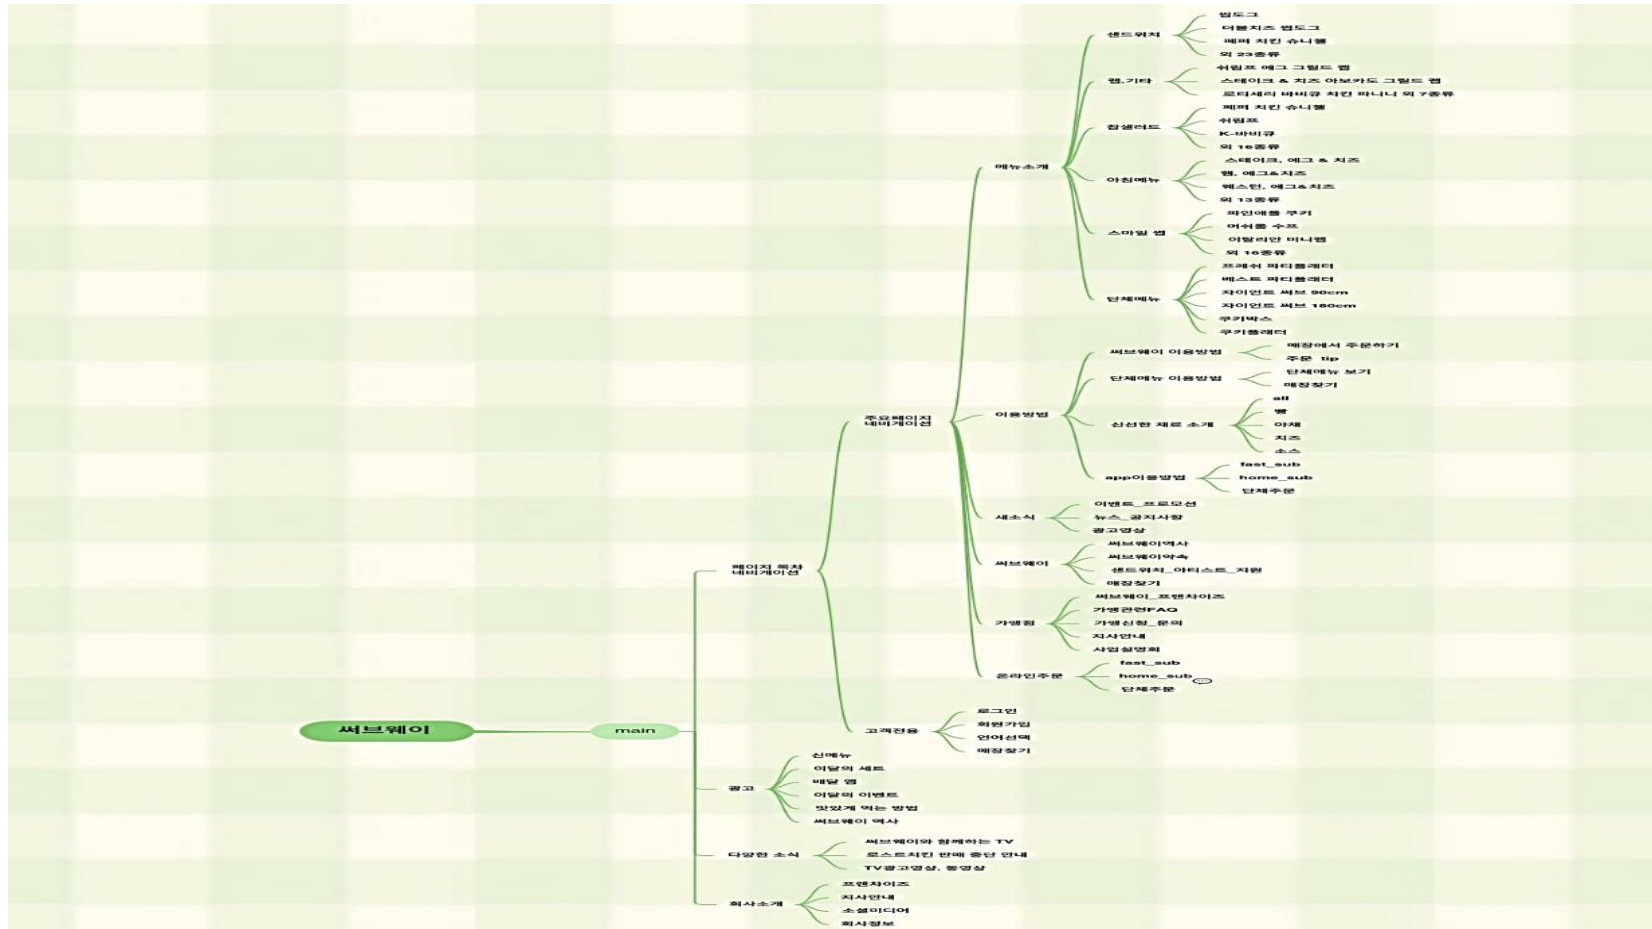 써브웨이
main
페이지 목차
네비게이션
주요페이지
네비게이션
메뉴소개
샌드위치
썹도그
더블치즈 썹도그
페퍼 치킨 슈니첼
외 23종류
랩,기타
쉬림프 에그 그릴드 랩
스테이크 & 치즈 아보카도 그릴드 랩
로티세리 바비큐 치킨 파니니 외 7종류
찹샐러드
페퍼 치킨 슈니첼
쉬림프
K-바비큐
외 16종류
아침메뉴
스테이크, 에그 & 치즈
햄, 에그&치즈
웨스턴, 에그&치즈
외 13종류
스마일 썹
파인애플 쿠키
머쉬룸 수프
이탈리안 미니랩
외 16종류
단체메뉴
프레쉬 파티플래터
베스트 파티플래터
자이언트 써브 90cm
자이언트 써브 180cm
쿠키박스
쿠키플래터
이용방법
써브웨이 이용방법
매장에서 주문하기
주문 tip
단체메뉴 이용방법
단체메뉴 보기
매장찾기
신선한 재료 소개
all
빵
야채
치즈
소스
app이용방법
fast_sub
home_sub
단체주문
새소식
이벤트_프로모션
뉴스_공지사항
광고영상
써브웨이
써브웨이역사
써브웨이약속
샌드위치_아티스트_지원
매장찾기
가맹점
써브웨이_프랜차이즈
가맹관련FAQ
가맹신청_문의
지사안내
사업설명회
온라인주문
fast_sub
home_sub
단체주문
고객전용
로그인
회원가입
언어선택
매장찾기
광고
신메뉴
이달의 세트
배달 앱
이달의 이벤트
맛있게 먹는 방법
써브웨이 역사
다양한 소식
써브웨이와 함께하는 TV
로스트치킨 판매 중단 안내
TV광고영상, 동영상
회사소개
프랜차이즈
지사안내
소셜미디어
회사정보